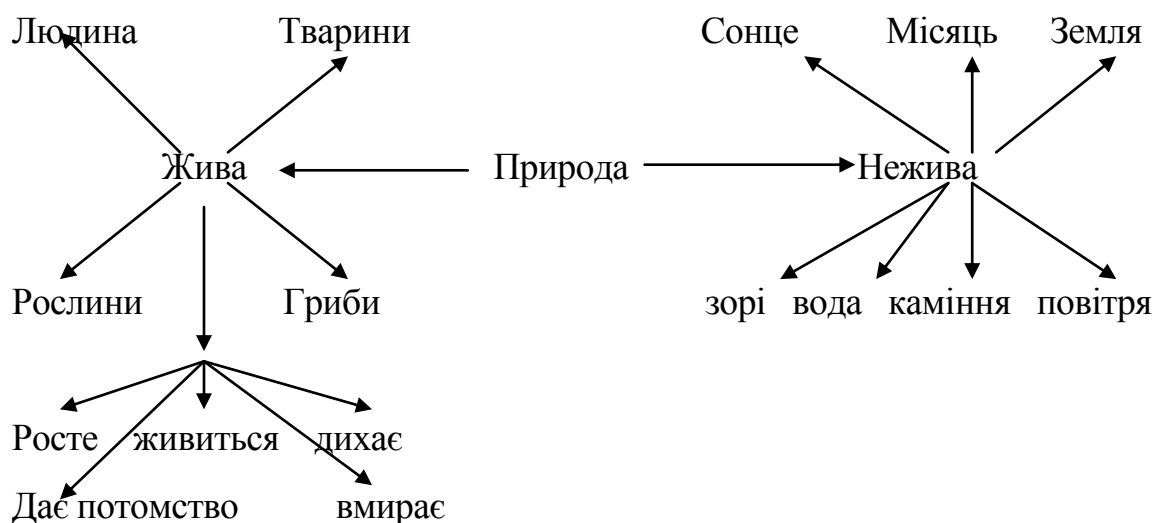 Людина Тварини Сонце Місяць Земля
Жива Природа Нежива
Рослини Гриби зорі вода каміння повітря
Росте живиться дихає
Дає потомство вмирає